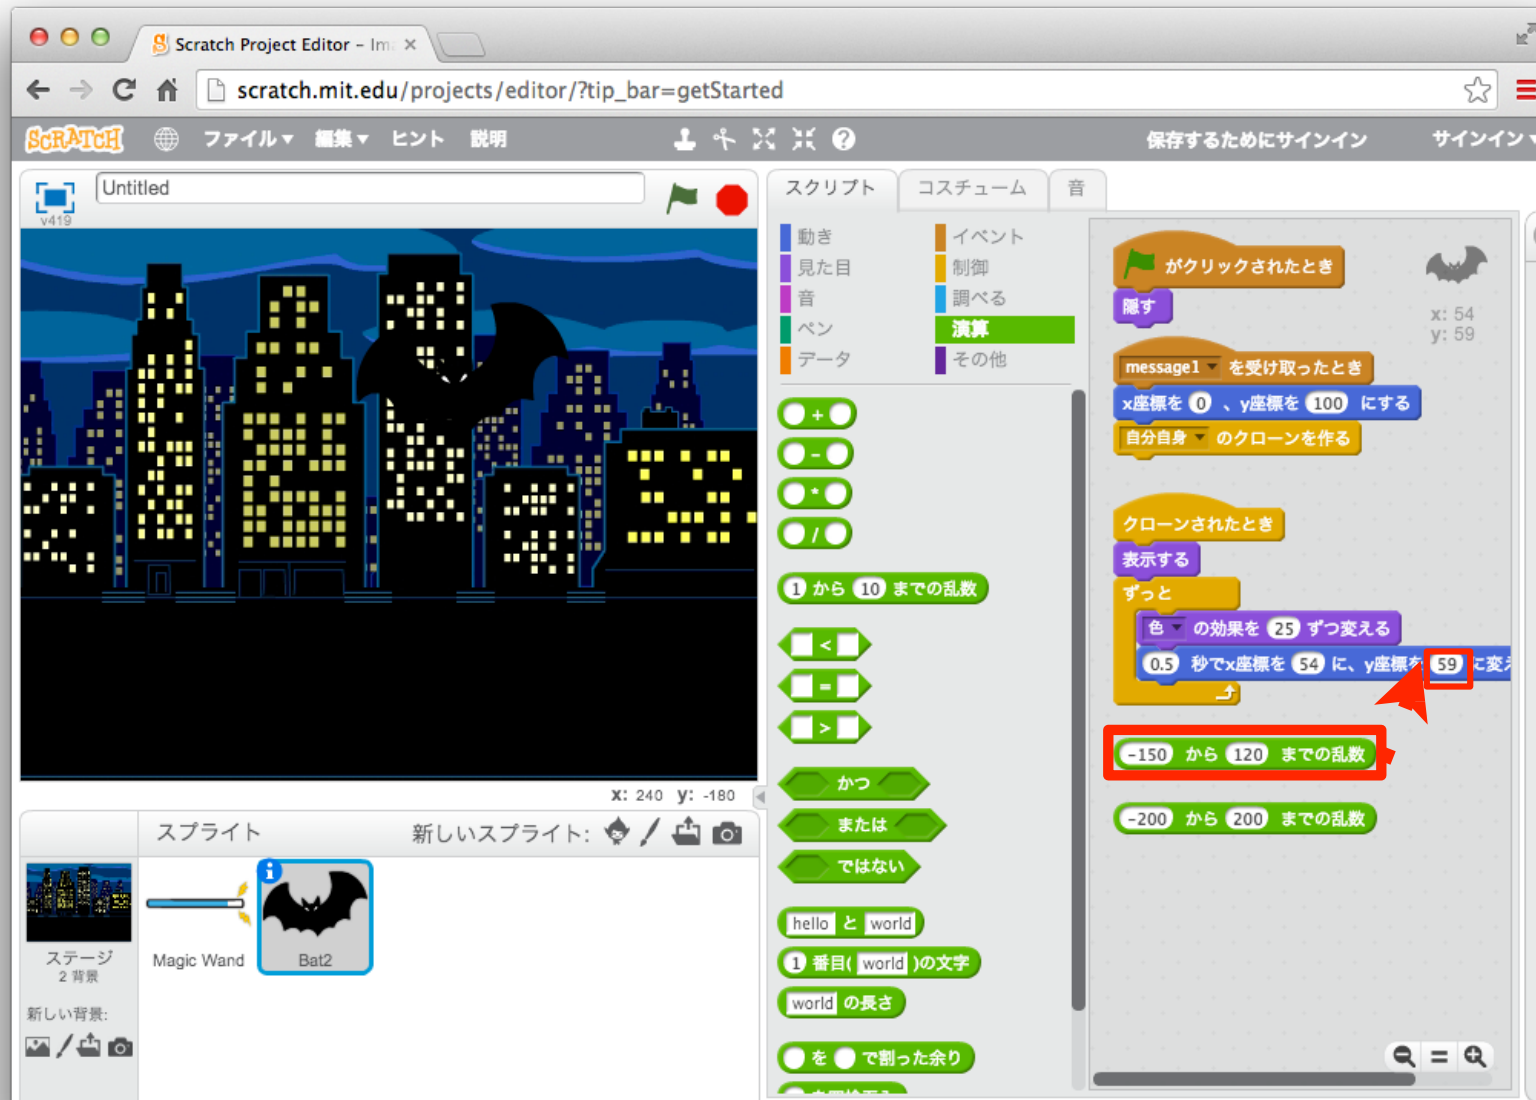 Scratch Project Editor – Im
scratch.mit.edu/projects/editor/?tip_bar=getStarted
SCRATCH ファイル 編集 ヒント 説明 保存するためにサインイン サインイン
Untitled
v419
スクリプト コスチューム 音
動き イベント
見た目 制御
音 調べる
ペン 演算
データ その他
+
-
*
/
1 から 10 までの乱数
<
=
>
かつ
または
ではない
hello と world
1 番目( world )の文字
world の長さ
を で割った余り
がクリックされたとき
隠す
message1 を受け取ったとき
x座標を 0 、y座標を 100 にする
自分自身 のクローンを作る
クローンされたとき
表示する
ずっと
色 の効果を 25 ずつ変える
0.5 秒でx座標を 54 に、y座標を 59 に変え
-150 から 120 までの乱数
-200 から 200 までの乱数
x: 54
y: 59
x: 240 y: -180
スプライト 新しいスプライト:
ステージ
2 背景
新しい背景:
Magic Wand
Bat2